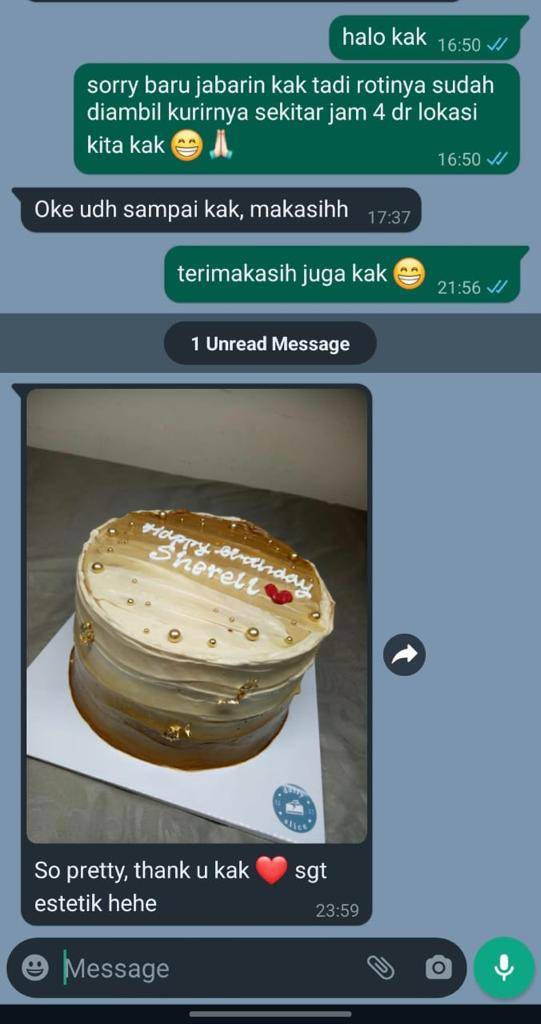 halo kak 16:50
sorry baru jabarin kak tadi rotinya sudah
diambil kurirnya sekitar jam 4 dr lokasi
kita kak 😁🙏🏻
16:50
Oke udh sampai kak, makasihh 17:37
terimakasih juga kak 😁 21:56
1 Unread Message
Happy Birthday
Sherell
dairy
slice
So pretty, thank u kak ❤️ sgt
estetik hehe
23:59
Message